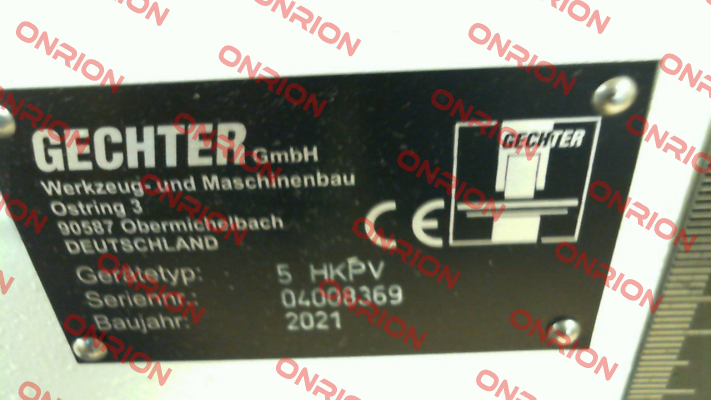 GECHTER GmbH
Werkzeug- und Maschinenbau
Ostring 3
90587 Obermichelbach
DEUTSCHLAND
CE
GECHTER
Gerätetyp: 5 HKPV
Seriennr.: 04008369
Baujahr: 2021
ONRION